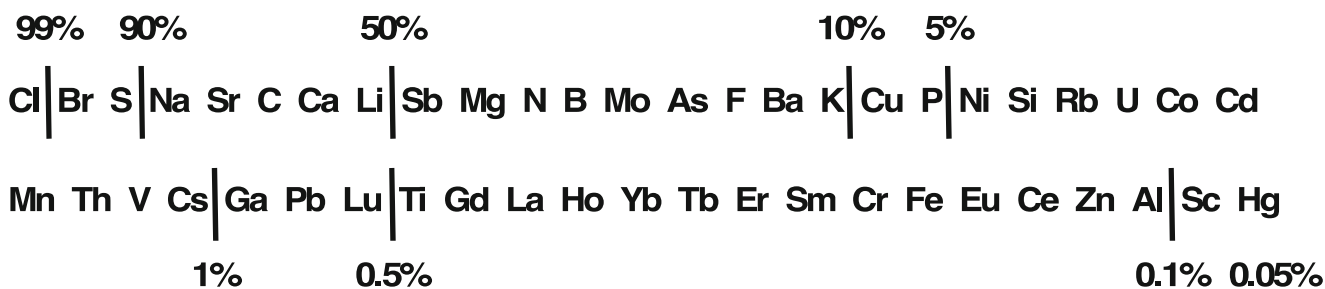 99% 90% 50% 10% 5%
Cl Br S Na Sr C Ca Li Sb Mg N B Mo As F Ba K Cu P Ni Si Rb U Co Cd
Mn Th V Cs Ga Pb Lu Ti Gd La Ho Yb Tb Er Sm Cr Fe Eu Ce Zn Al Sc Hg
1% 0.5% 0.1% 0.05%